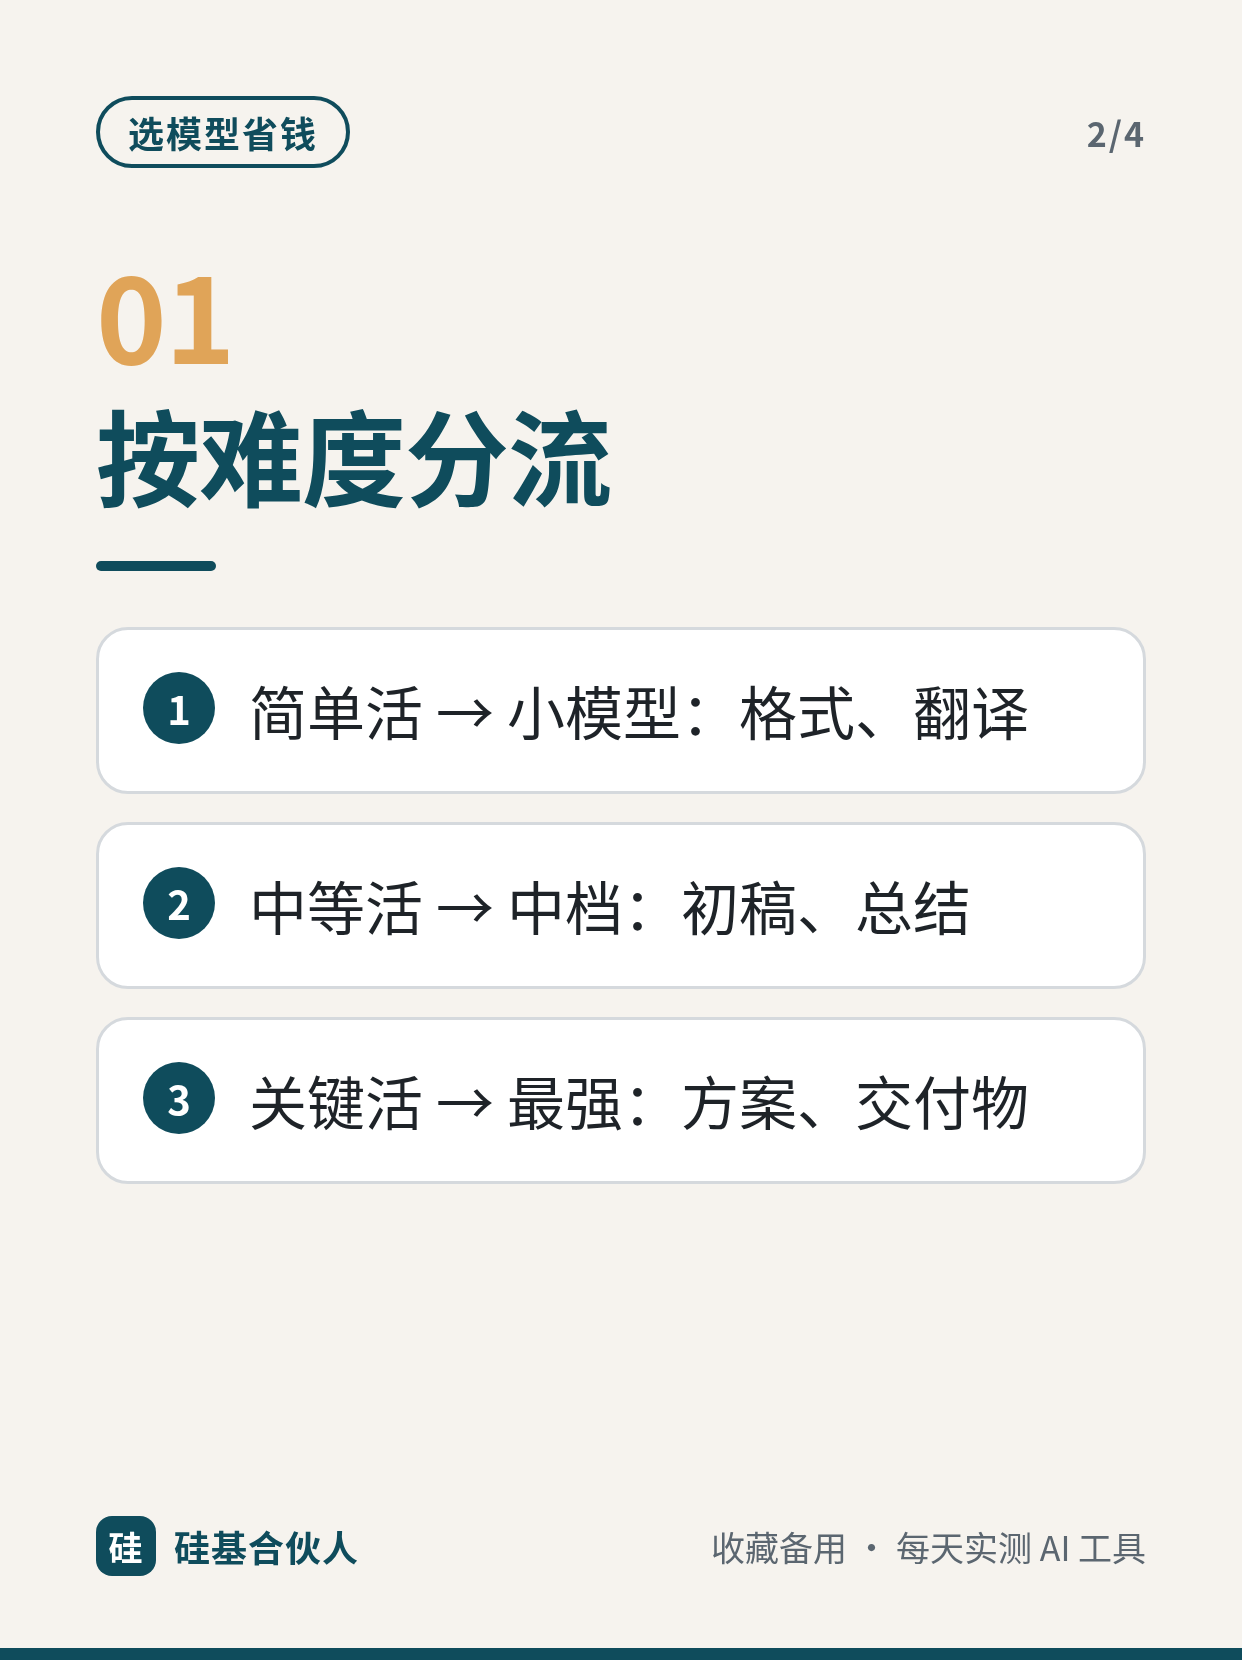 选模型省钱
2/4
01
按难度分流
1 简单活 → 小模型：格式、翻译
2 中等活 → 中档：初稿、总结
3 关键活 → 最强：方案、交付物
硅 硅基合伙人
收藏备用 · 每天实测 AI 工具